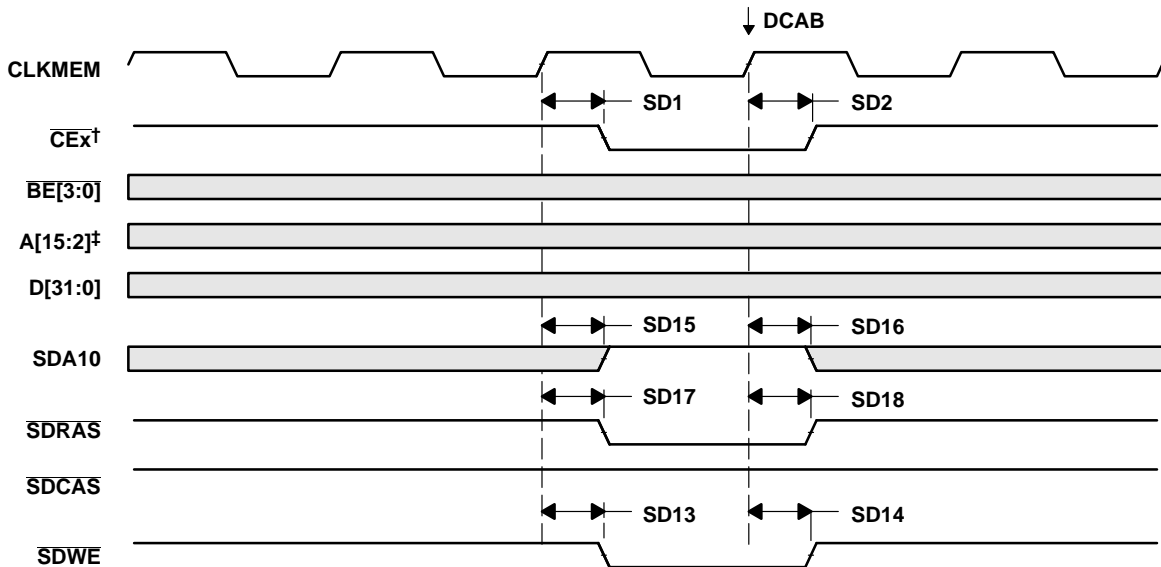 DCAB
CLKMEM
SD1 SD2
CEx†
BE[3:0]
A[15:2]‡
D[31:0]
SD15 SD16
SDA10
SD17 SD18
SDRAS
SDCAS
SD13 SD14
SDWE